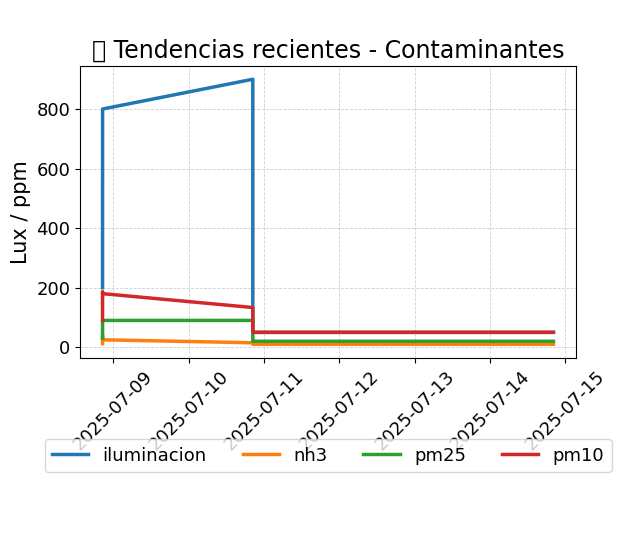 Tendencias recientes - Contaminantes
Lux / ppm
800
600
400
200
0
2025-07-09
2025-07-10
2025-07-11
2025-07-12
2025-07-13
2025-07-14
2025-07-15
iluminacion
nh3
pm25
pm10